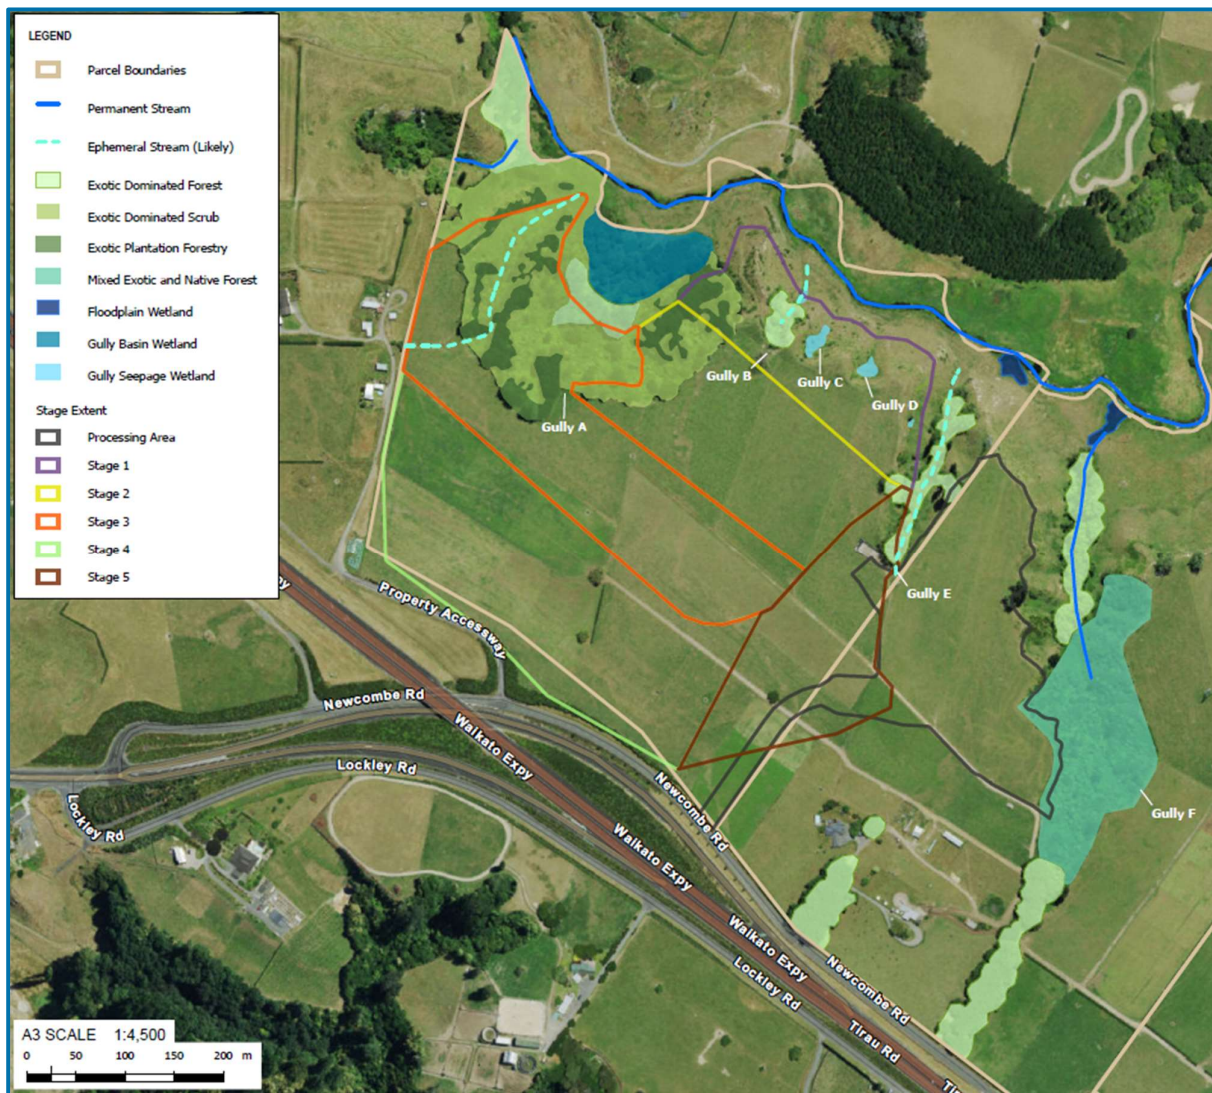 LEGEND
Parcel Boundaries
Permanent Stream
Ephemeral Stream (Likely)
Exotic Dominated Forest
Exotic Dominated Scrub
Exotic Plantation Forestry
Mixed Exotic and Native Forest
Floodplain Wetland
Gully Basin Wetland
Gully Seepage Wetland
Stage Extent
Processing Area
Stage 1
Stage 2
Stage 3
Stage 4
Stage 5
Gully B
Gully C
Gully D
Gully A
Gully E
py
Property Accessway
Newcombe Rd
Waikato Expy
Lockley Rd
Newcombe Rd
Lockley Rd
Gully F
Waikato Expy
Waikato Expy
Newcombe Rd
Lockley Rd
Tirau Rd
Tir
A3 SCALE 1:4,500
0 50 100 150 200 m